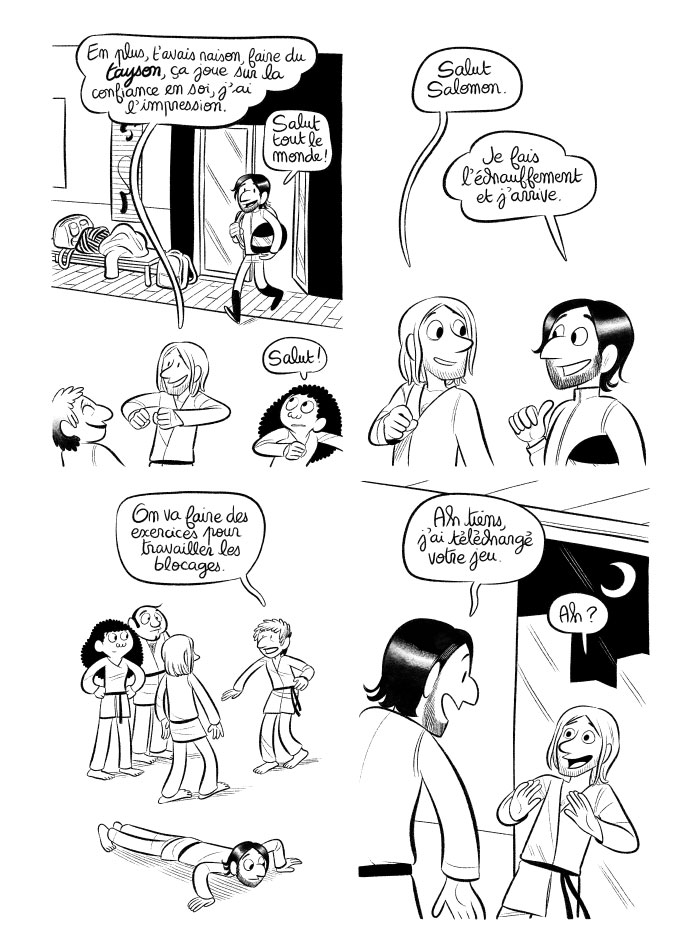 En plus, t'avais raison, faire du
tayson, ça joue sur la
confiance en soi, j'ai
l'impression.
Salut
tout le
monde!
Salut!
Salut
Salomon.
Je fais
l'échauffement
et j'arrive.
On va faire des
exercices pour
travailler les
blocages.
Ah tiens,
j'ai téléchargé
votre jeu.
Ah?